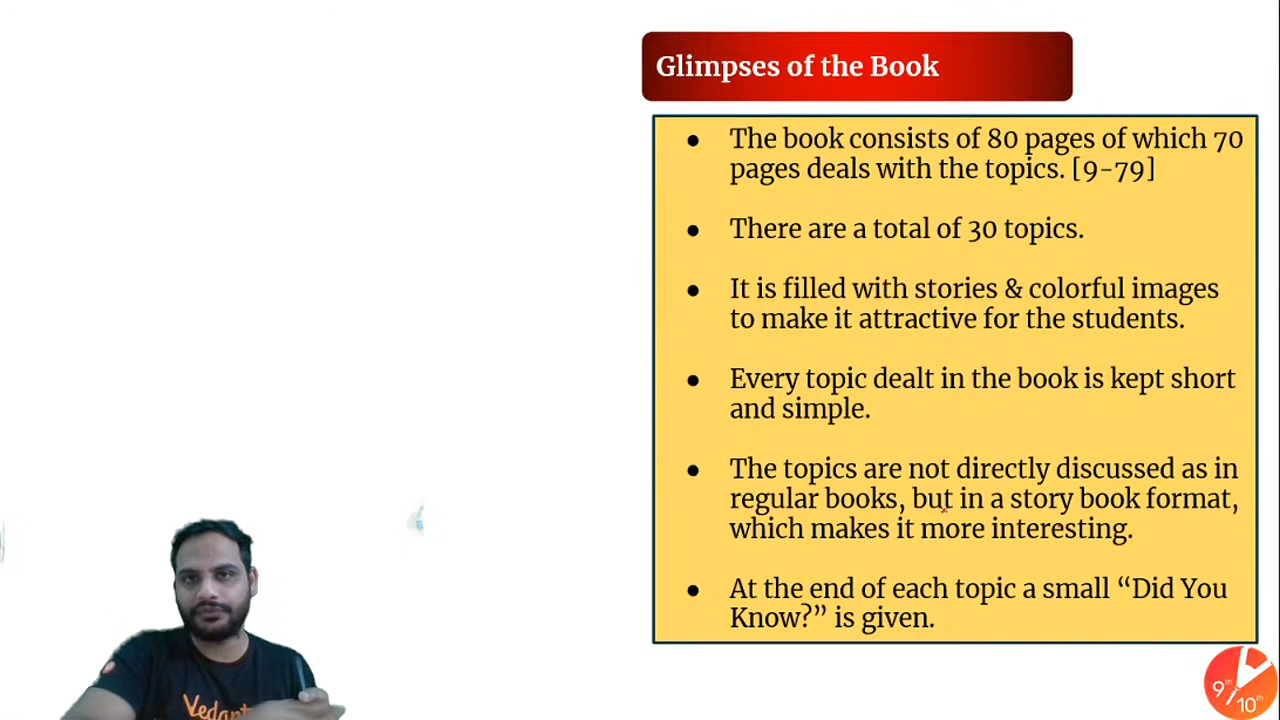 Glimpses of the Book
● The book consists of 80 pages of which 70
pages deals with the topics. [9-79]
● There are a total of 30 topics.
● It is filled with stories & colorful images
to make it attractive for the students.
● Every topic dealt in the book is kept short
and simple.
● The topics are not directly discussed as in
regular books, but in a story book format,
which makes it more interesting.
● At the end of each topic a small “Did You
Know?” is given.
Vedant
9th/10th